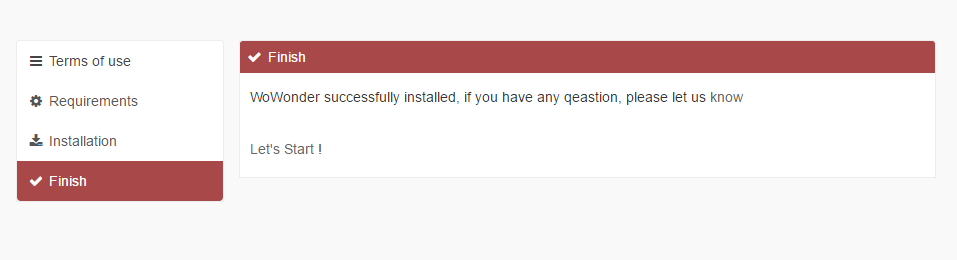 Terms of use
Requirements
Installation
Finish
Finish
WoWonder successfully installed, if you have any qeastion, please let us know
Let's Start !